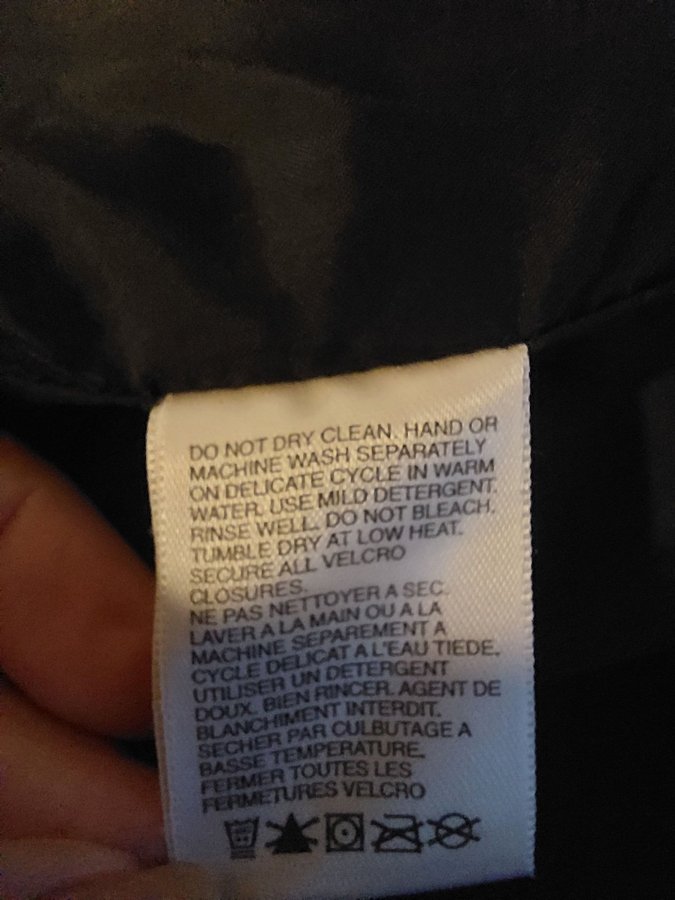 DO NOT DRY CLEAN. HAND OR
MACHINE WASH SEPARATELY
ON DELICATE CYCLE IN WARM
WATER. USE MILD DETERGENT.
RINSE WELL. DO NOT BLEACH.
TUMBLE DRY AT LOW HEAT.
SECURE ALL VELCRO
CLOSURES.
NE PAS NETTOYER A SEC.
LAVER A LA MAIN OU A LA
MACHINE SEPAREMENT A
CYCLE DELICAT A L'EAU TIEDE.
UTILISER UN DETERGENT
DOUX. BIEN RINCER. AGENT DE
BLANCHIMENT INTERDIT.
SECHER PAR CULBUTAGE A
BASSE TEMPERATURE.
FERMER TOUTES LES
FERMETURES VELCRO